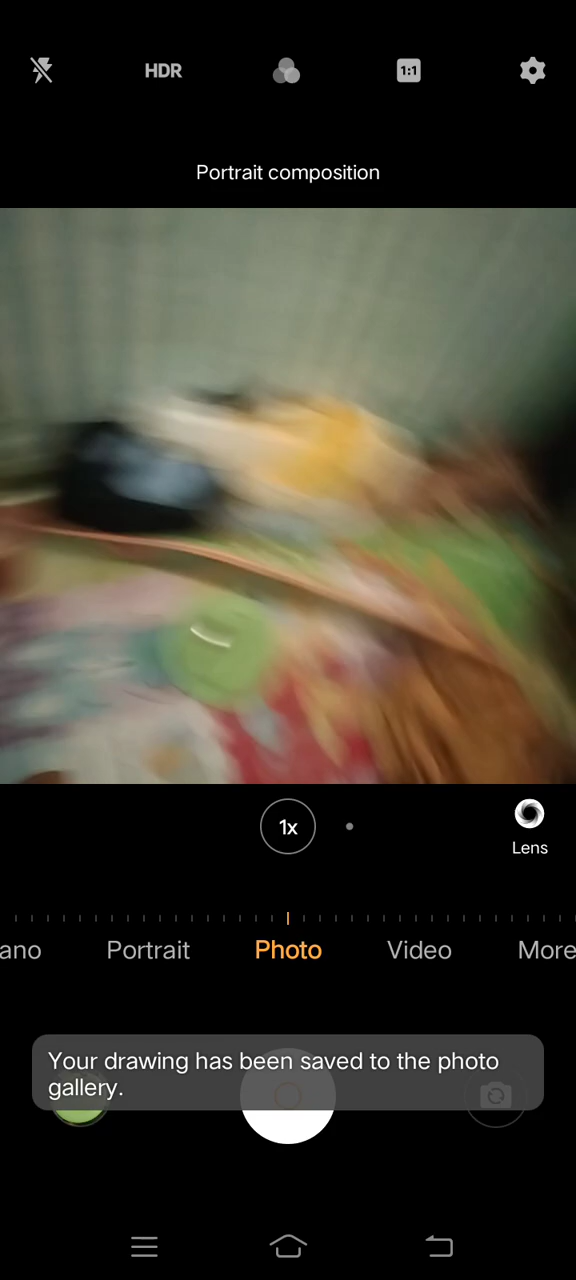 HDR
1:1
Portrait composition
1x
Lens
ano Portrait Photo Video More
Your drawing has been saved to the photo
gallery.